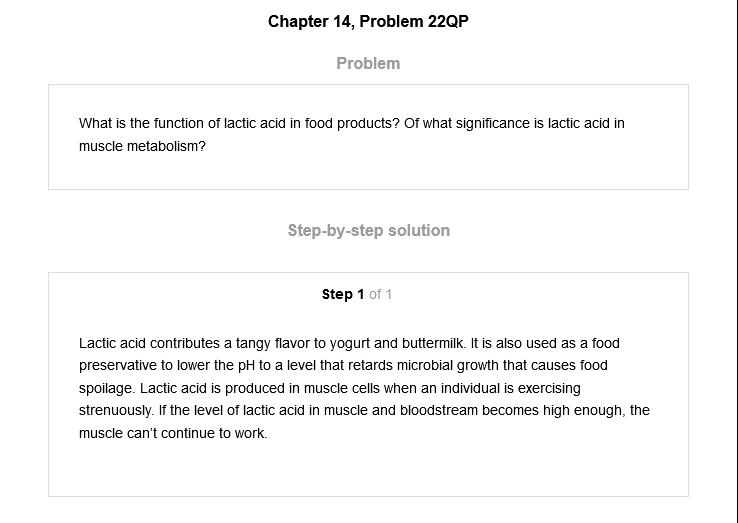 Chapter 14, Problem 22QP
Problem
What is the function of lactic acid in food products? Of what significance is lactic acid in
muscle metabolism?
Step-by-step solution
Step 1 of 1
Lactic acid contributes a tangy flavor to yogurt and buttermilk. It is also used as a food
preservative to lower the pH to a level that retards microbial growth that causes food
spoilage. Lactic acid is produced in muscle cells when an individual is exercising
strenuously. If the level of lactic acid in muscle and bloodstream becomes high enough, the
muscle can't continue to work.